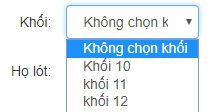 Khối: Không chọn k
Không chọn khối
Khối 10
Họ lót: khối 11
khối 12